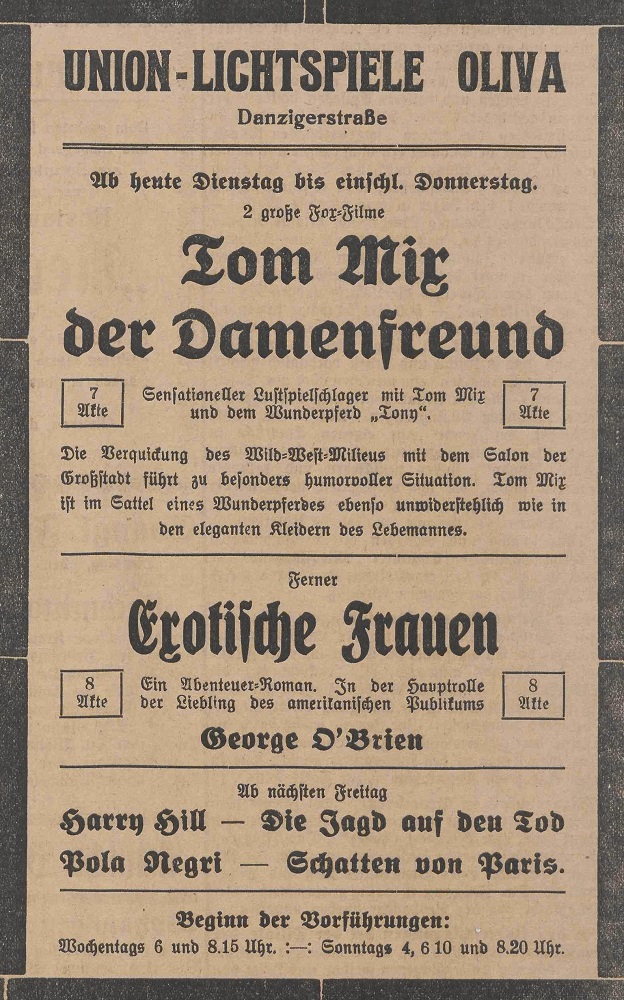 UNION-LICHTSPIELE OLIVA
Danzigerstraße
Ab heute Dienstag bis einschl. Donnerstag.
2 große Fox-Filme
Tom Mix
der Damenfreund
7 Akte
Sensationeller Lustspielschlager mit Tom Mix
und dem Wunderpferd „Tony“.
7 Akte
Die Verquickung des Wild-West-Milieus mit dem Salon der
Großstadt führt zu besonders humorvoller Situation. Tom Mix
ist im Sattel eines Wunderpferdes ebenso unwiderstehlich wie in
den eleganten Kleidern des Lebemannes.
Ferner
Exotische Frauen
8 Akte
Ein Abenteuer-Roman. In der Hauptrolle
der Liebling des amerikanischen Publikums
8 Akte
George O'Brien
Ab nächsten Freitag
Harry Hill — Die Jagd auf den Tod
Pola Negri — Schatten von Paris.
Beginn der Vorführungen:
Wochentags 6 und 8.15 Uhr. :—: Sonntags 4, 6 10 und 8.20 Uhr.